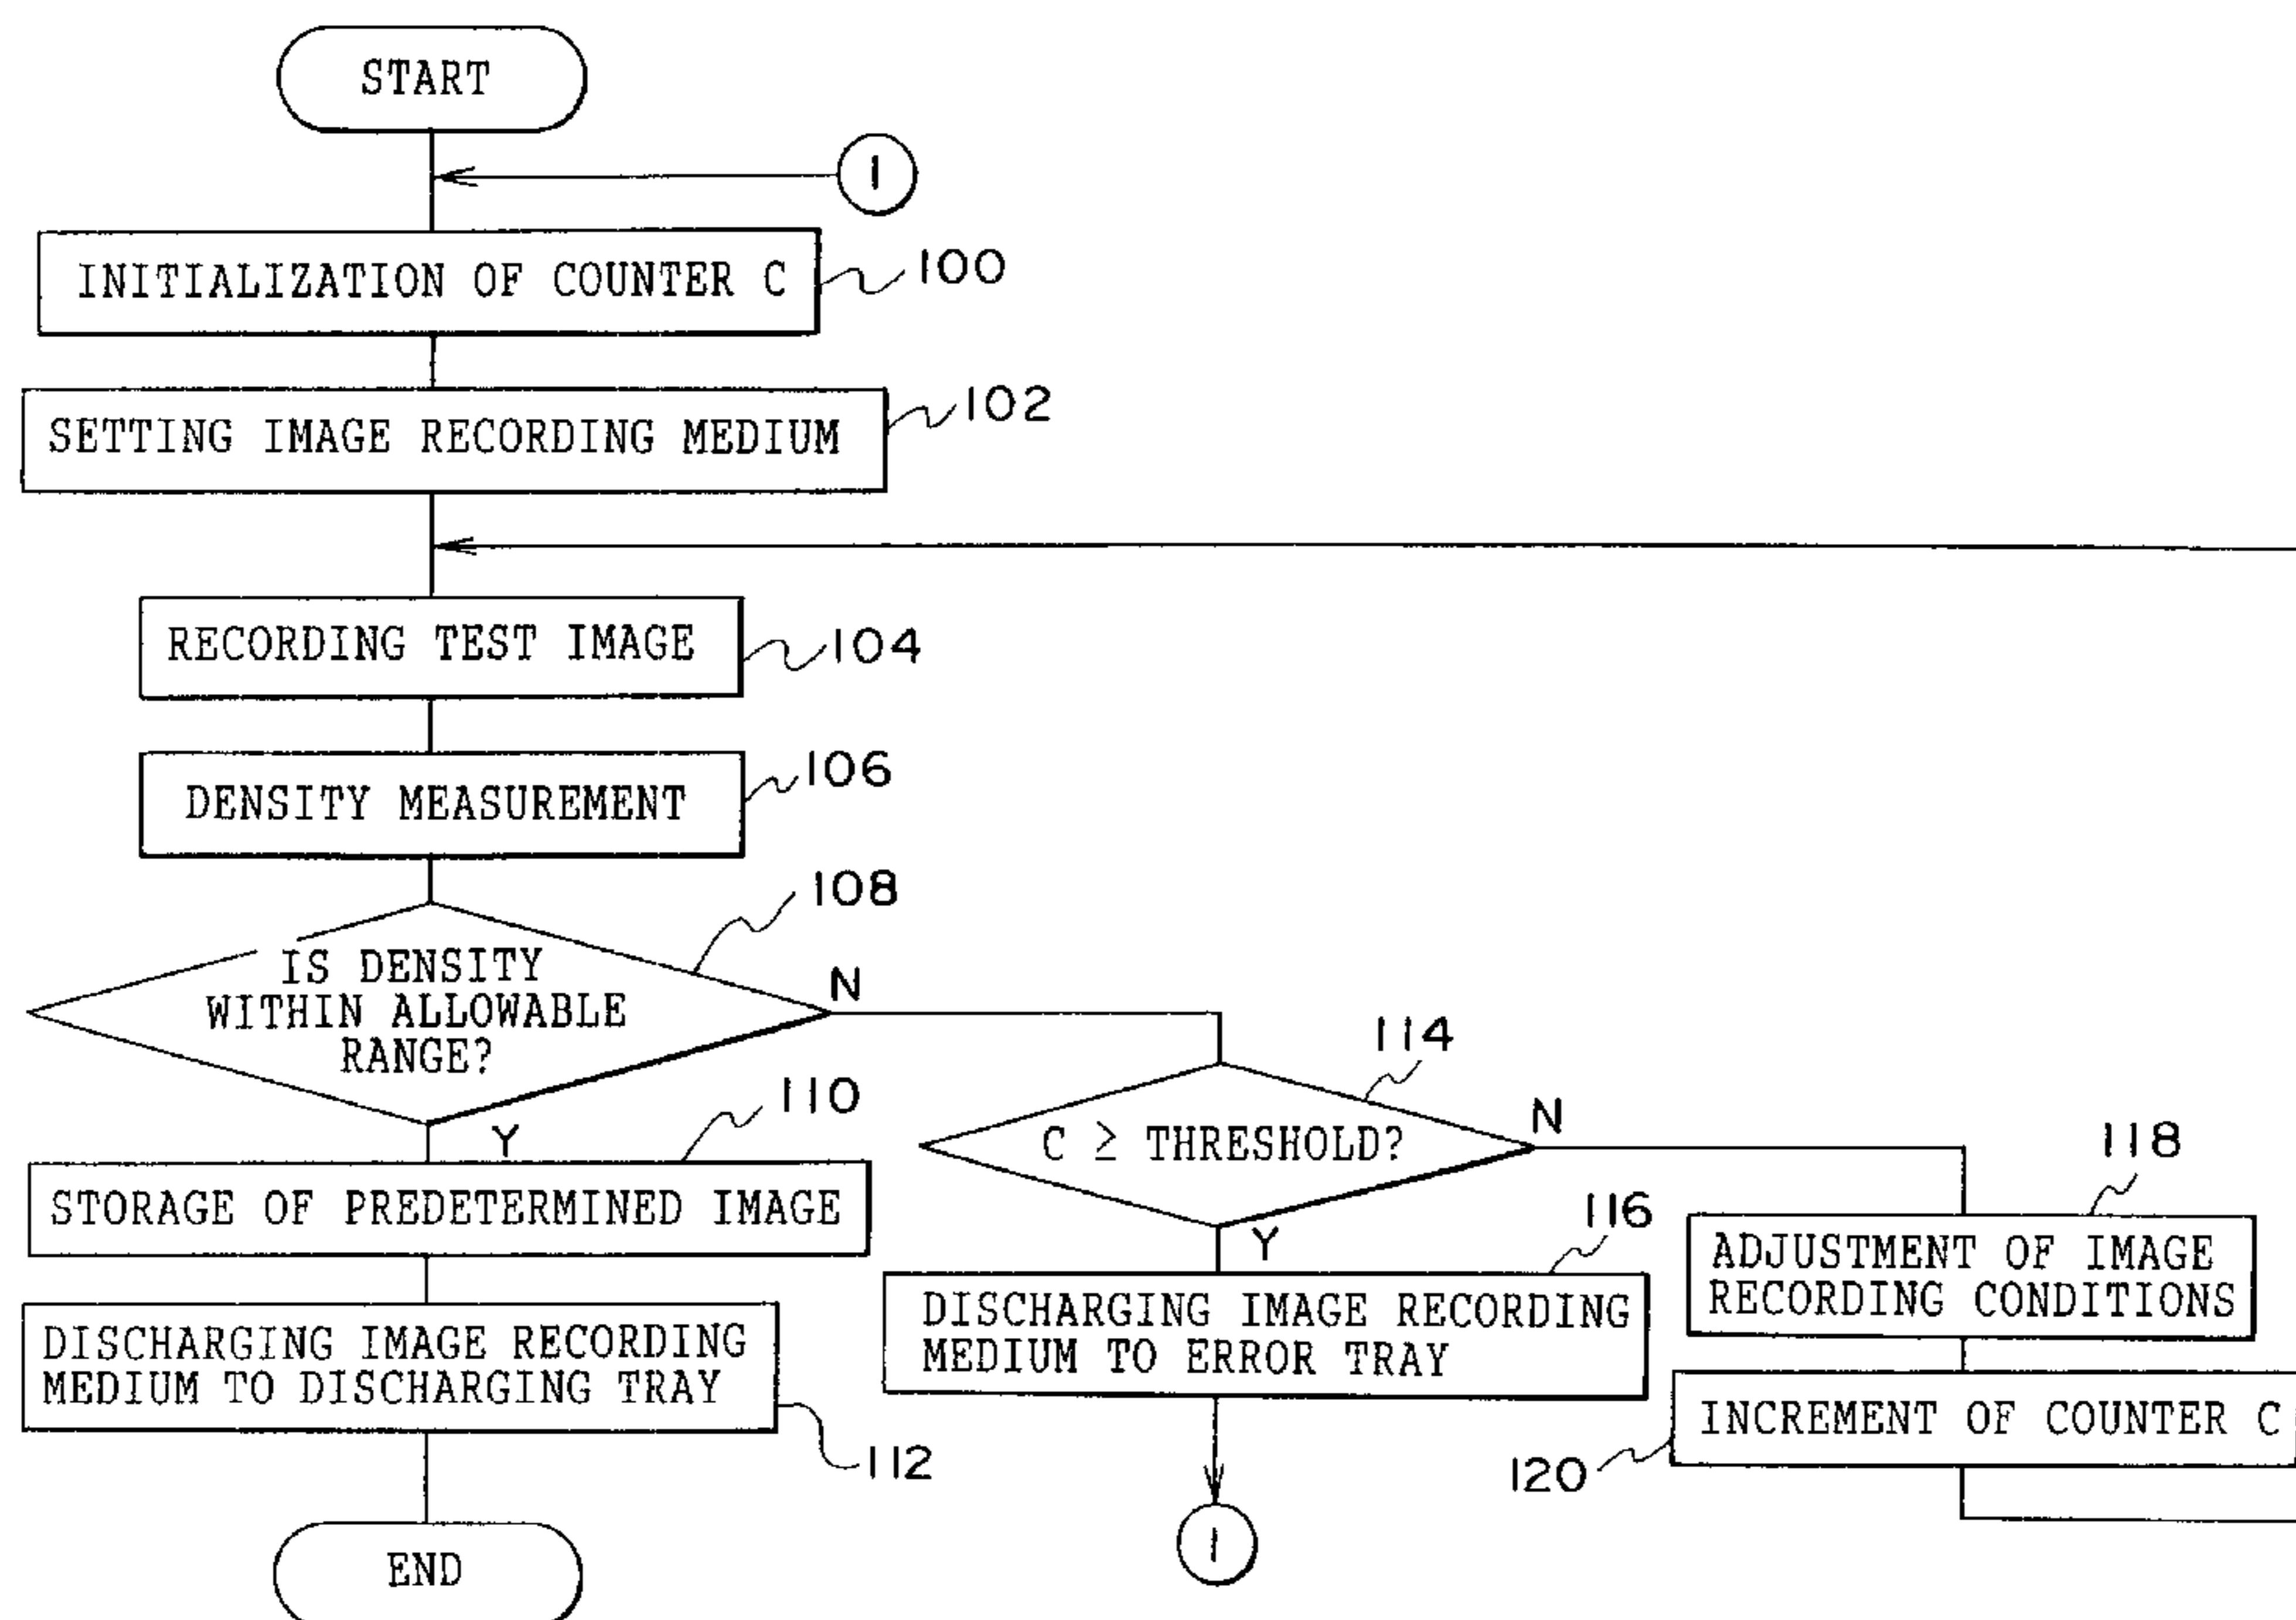 START
1
INITIALIZATION OF COUNTER C
100
SETTING IMAGE RECORDING MEDIUM
102
RECORDING TEST IMAGE
104
DENSITY MEASUREMENT
106
108
IS DENSITY
WITHIN ALLOWABLE
RANGE?
N
Y
110
STORAGE OF PREDETERMINED IMAGE
DISCHARGING IMAGE RECORDING
MEDIUM TO DISCHARGING TRAY
112
END
114
C ≥ THRESHOLD?
N
Y
116
DISCHARGING IMAGE RECORDING
MEDIUM TO ERROR TRAY
1
118
ADJUSTMENT OF IMAGE
RECORDING CONDITIONS
INCREMENT OF COUNTER C
120